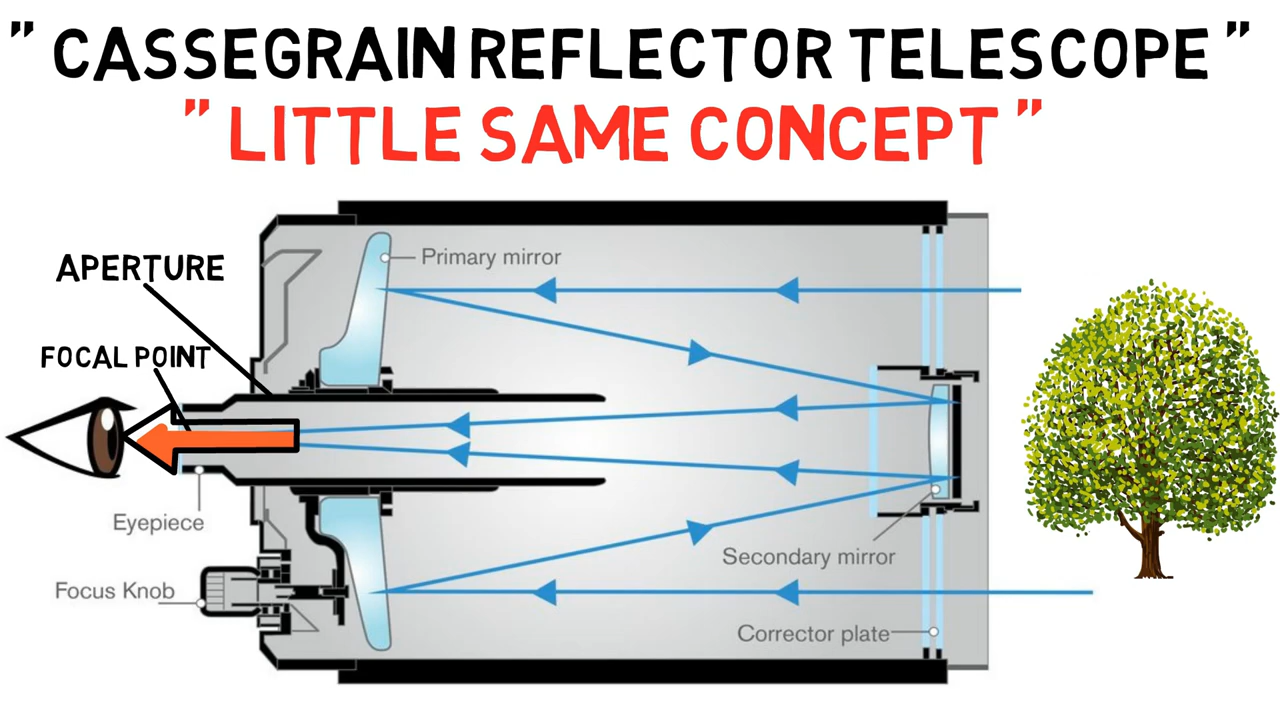 " CASSEGRAIN REFLECTOR TELESCOPE "
" LITTLE SAME CONCEPT "
Primary mirror
APERTURE
FOCAL POINT
Eyepiece
Secondary mirror
Focus Knob
Corrector plate